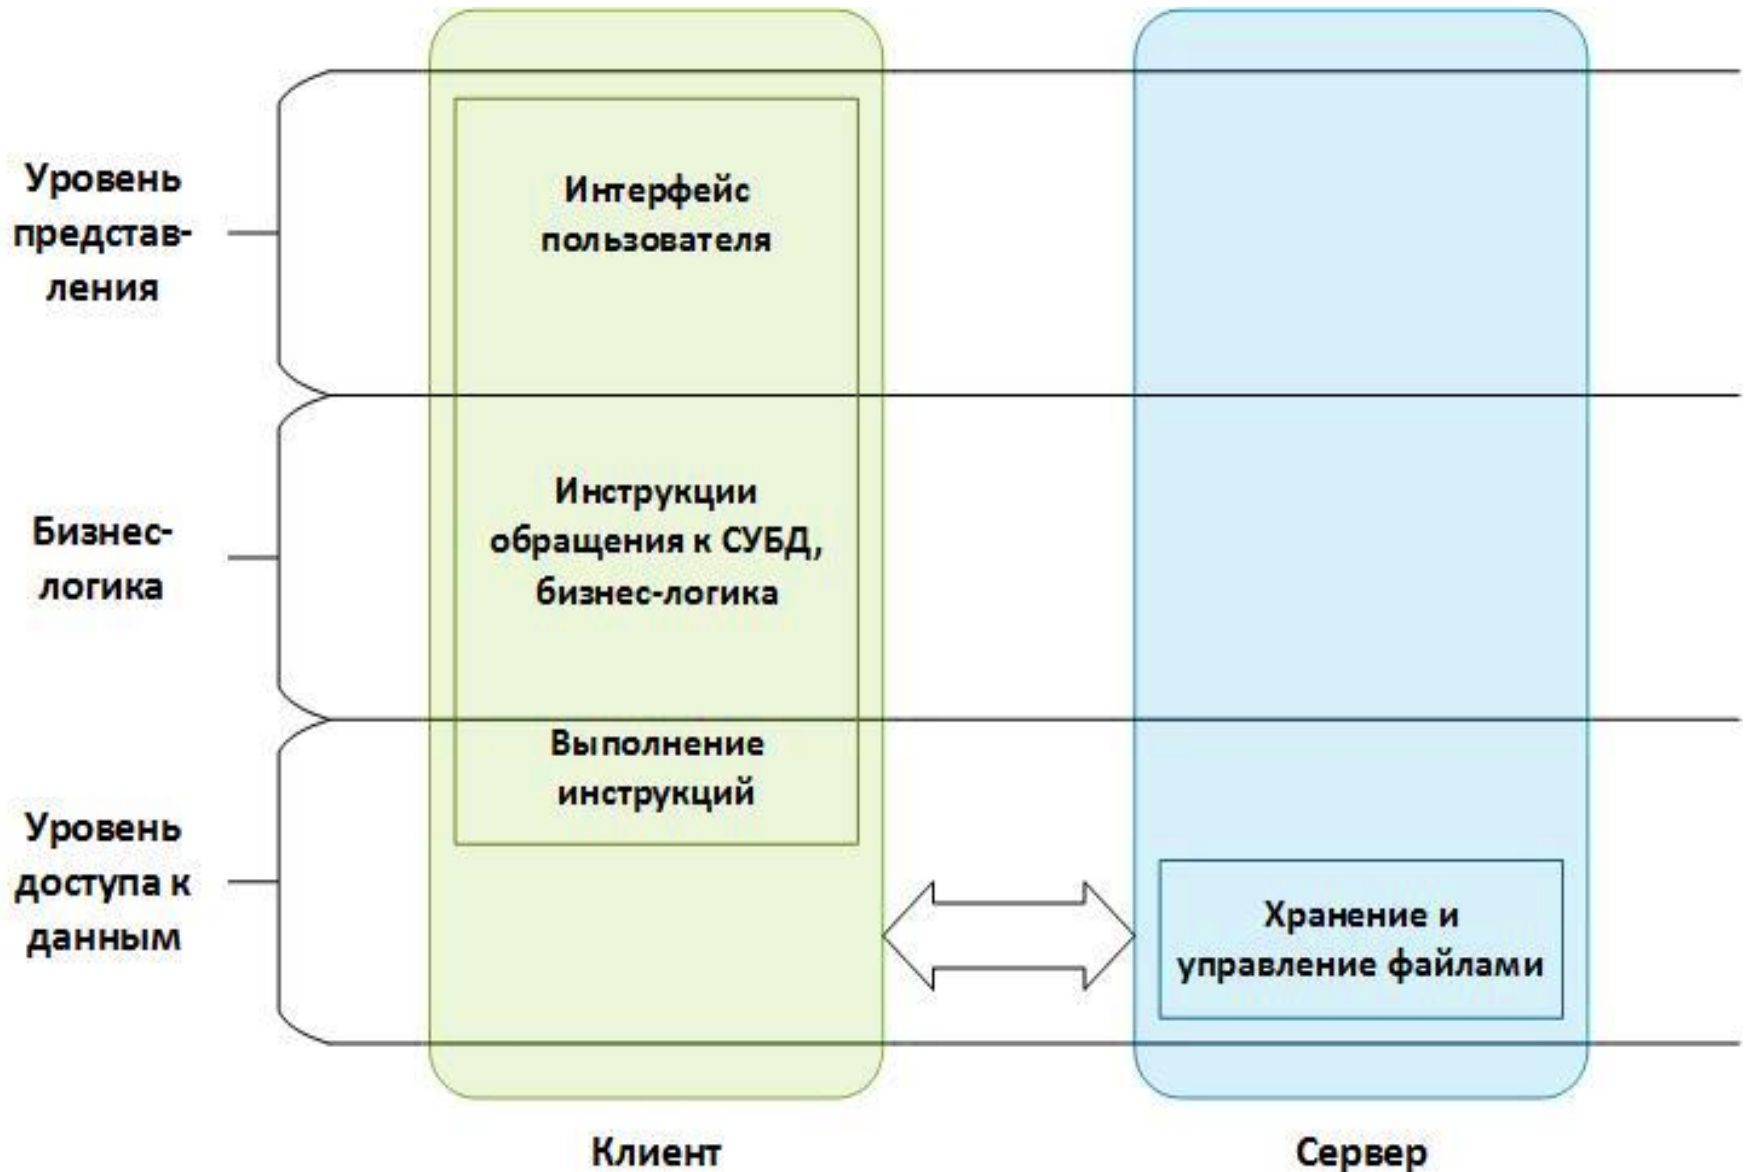 Уровень
представ-
ления
Интерфейс
пользователя
Бизнес-
логика
Инструкции
обращения к СУБД,
бизнес-логика
Уровень
доступа к
данным
Выполнение
инструкций
Хранение и
управление файлами
Клиент
Сервер